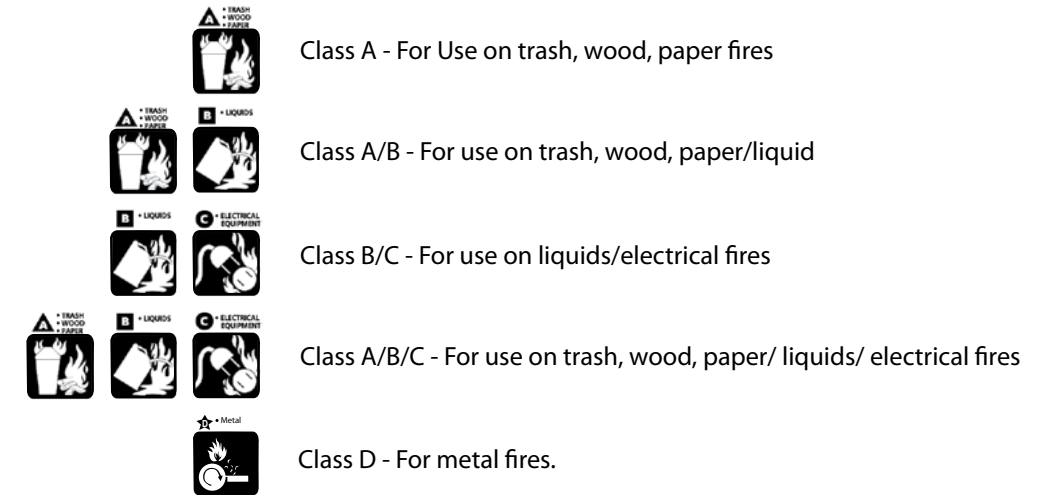 A • TRASH
• WOOD
• PAPER
Class A - For Use on trash, wood, paper fires
A • TRASH
• WOOD
• PAPER
B • LIQUIDS
Class A/B - For use on trash, wood, paper/liquid
B • LIQUIDS
C • ELECTRICAL
EQUIPMENT
Class B/C - For use on liquids/electrical fires
A • TRASH
• WOOD
• PAPER
B • LIQUIDS
C • ELECTRICAL
EQUIPMENT
Class A/B/C - For use on trash, wood, paper/ liquids/ electrical fires
D • Metal
Class D - For metal fires.